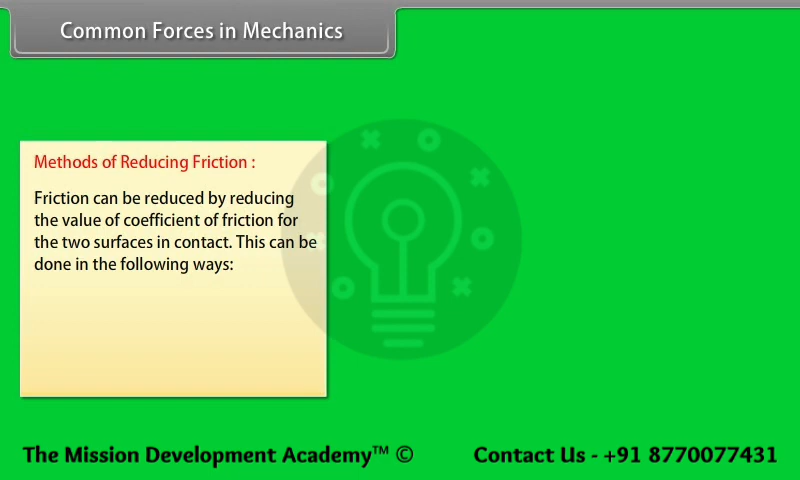 Common Forces in Mechanics
Methods of Reducing Friction :
Friction can be reduced by reducing
the value of coefficient of friction for
the two surfaces in contact. This can be
done in the following ways:
The Mission Development Academy™ ©
Contact Us - +91 8770077431